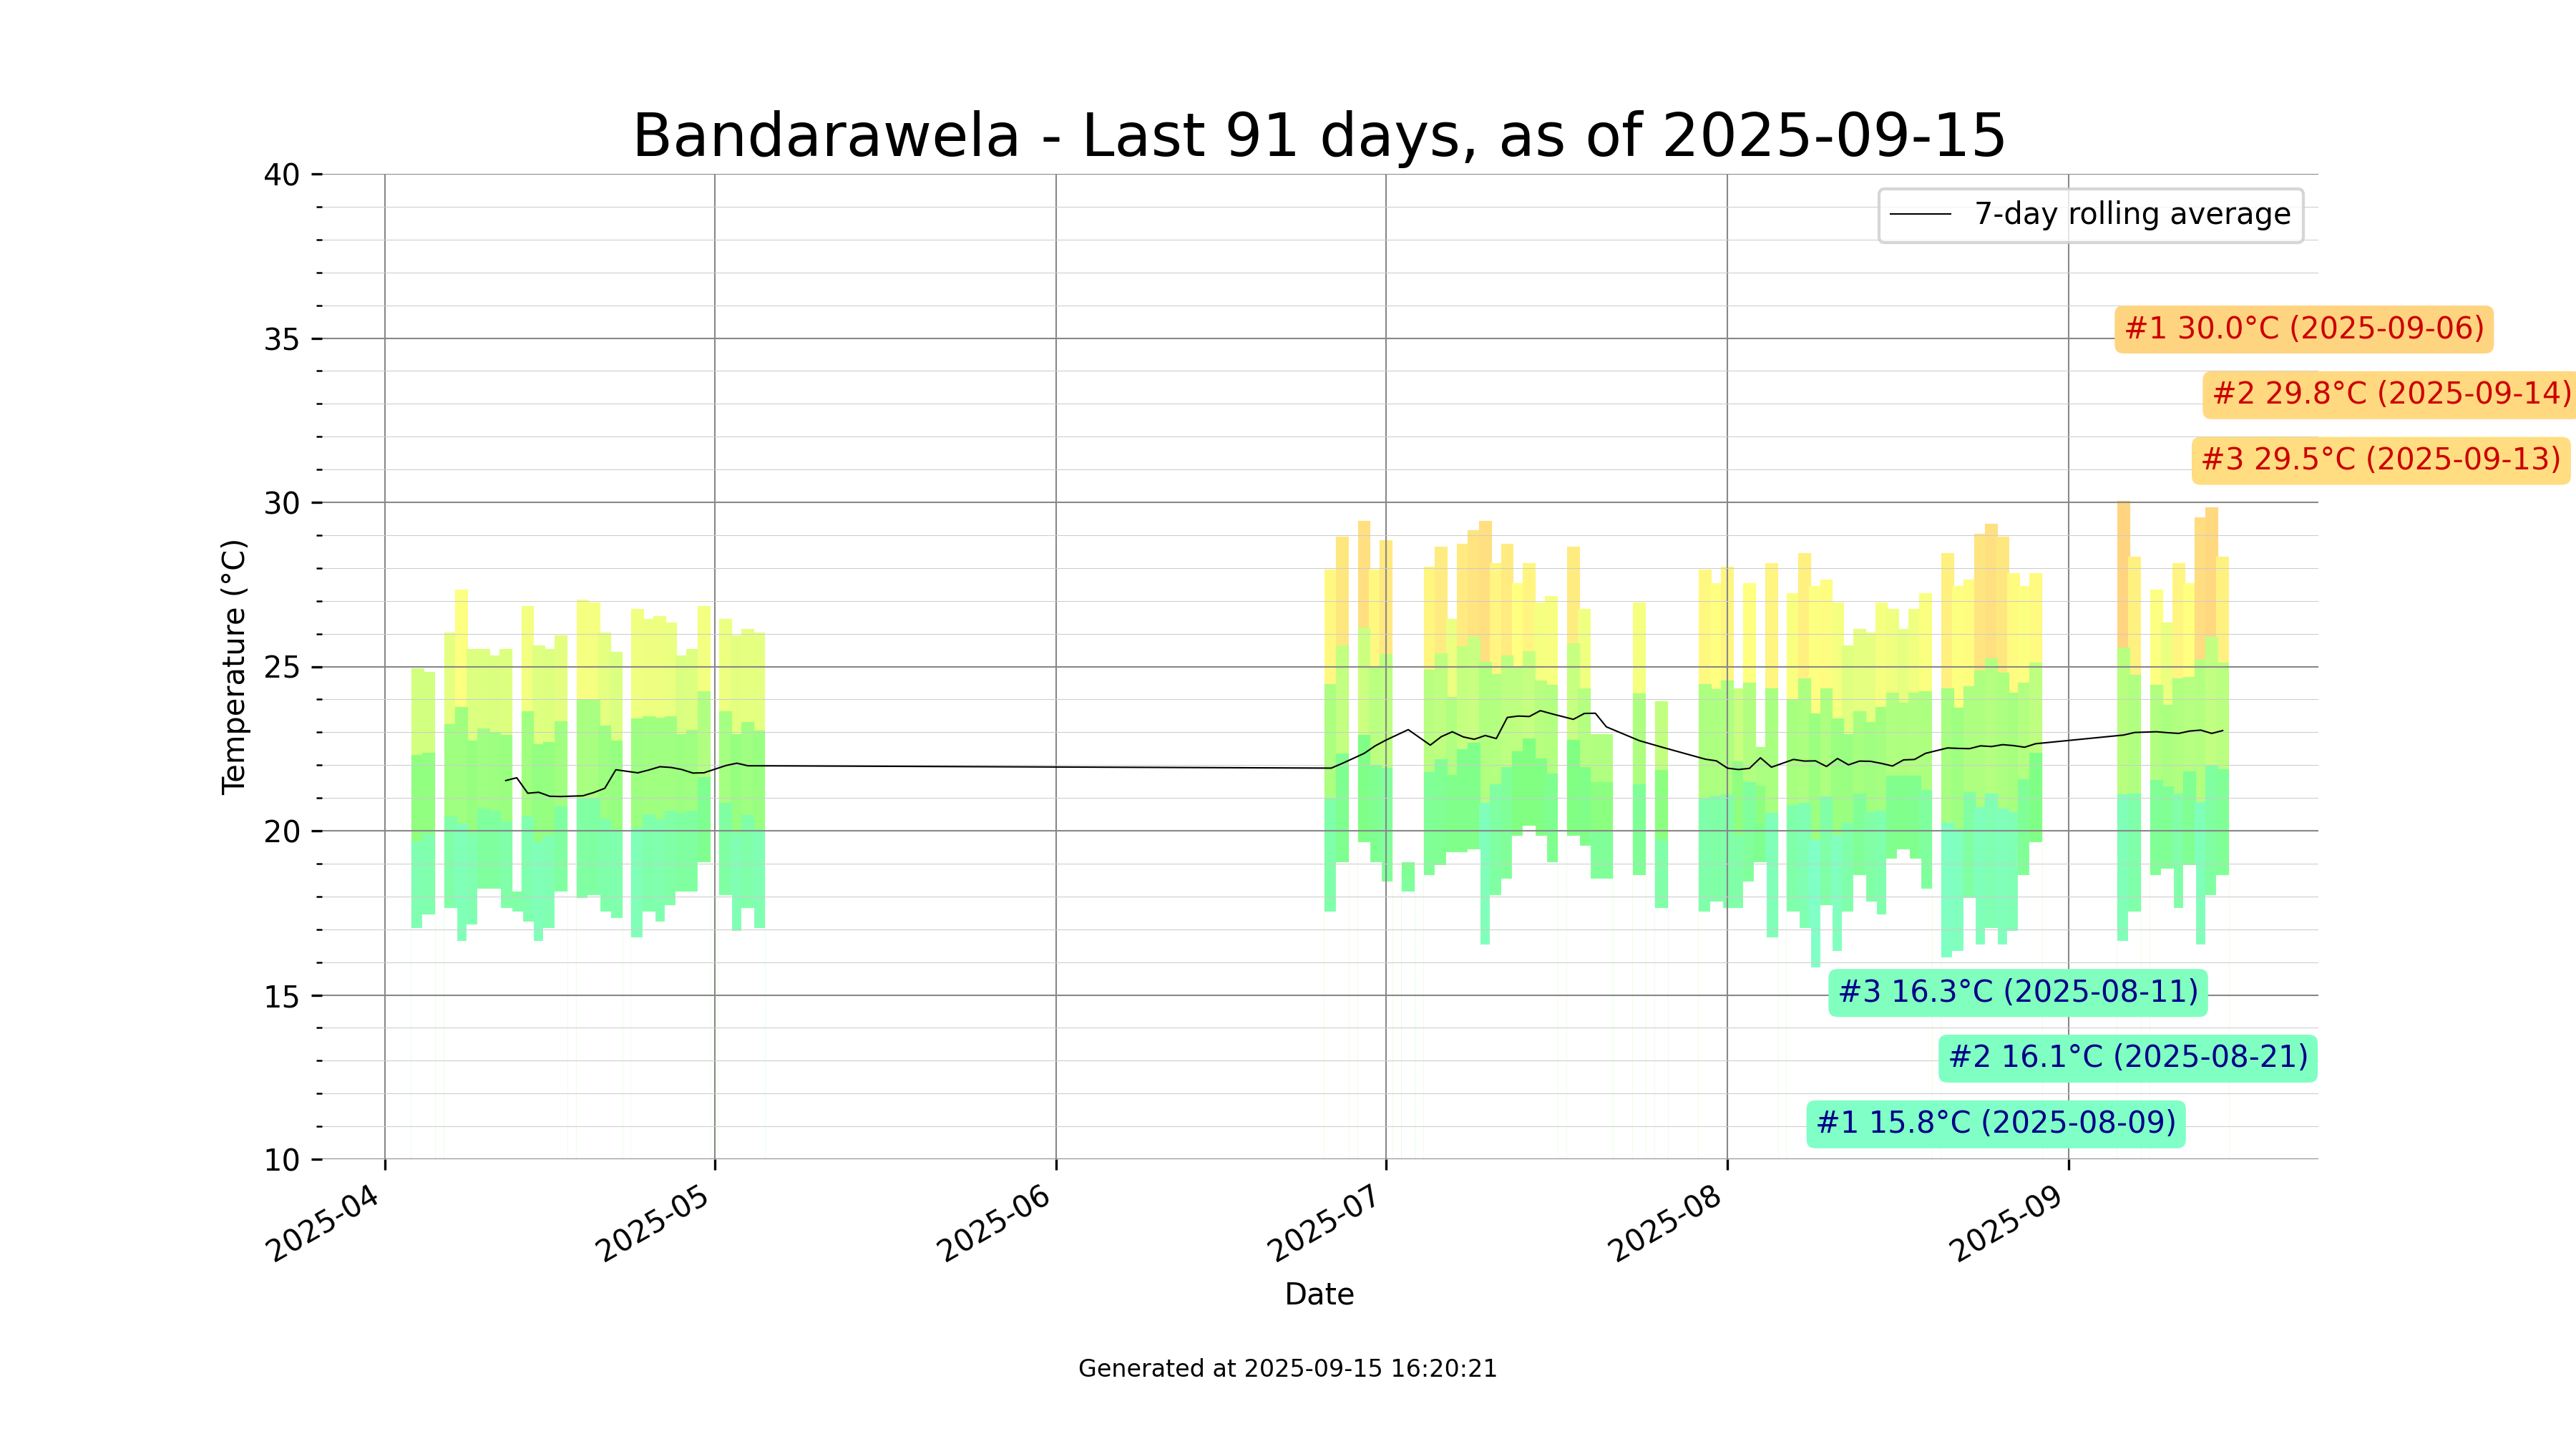 Bandarawela - Last 91 days, as of 2025-09-15
40
35
30
25
20
15
10
Temperature (°C)
7-day rolling average
#1 30.0°C (2025-09-06)
#2 29.8°C (2025-09-14)
#3 29.5°C (2025-09-13)
#3 16.3°C (2025-08-11)
#2 16.1°C (2025-08-21)
#1 15.8°C (2025-08-09)
2025-04
2025-05
2025-06
2025-07
2025-08
2025-09
Date
Generated at 2025-09-15 16:20:21